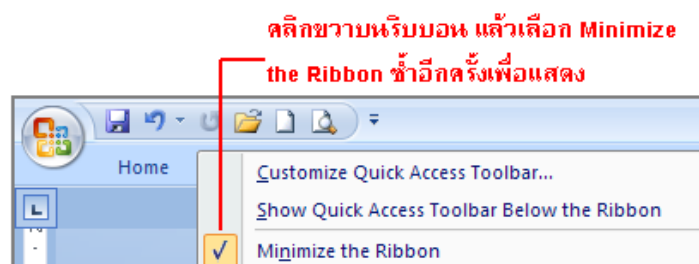 คลิกขวาบนริบบอน แล้วเลือก Minimize
the Ribbon ซ้ำอีกครั้งเพื่อแสดง
Home
Customize Quick Access Toolbar...
Show Quick Access Toolbar Below the Ribbon
Minimize the Ribbon